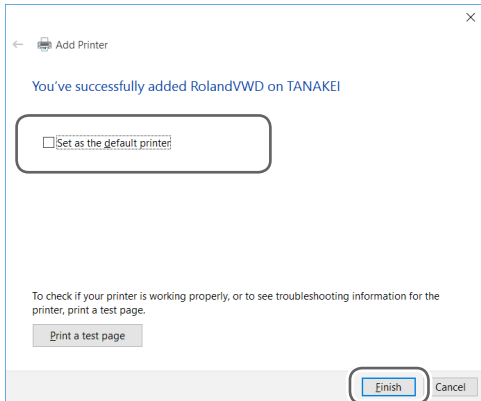 Add Printer
You've successfully added RolandVWD on TANAKEI
Set as the default printer
To check if your printer is working properly, or to see troubleshooting information for the
printer, print a test page.
Print a test page
Finish
Cancel